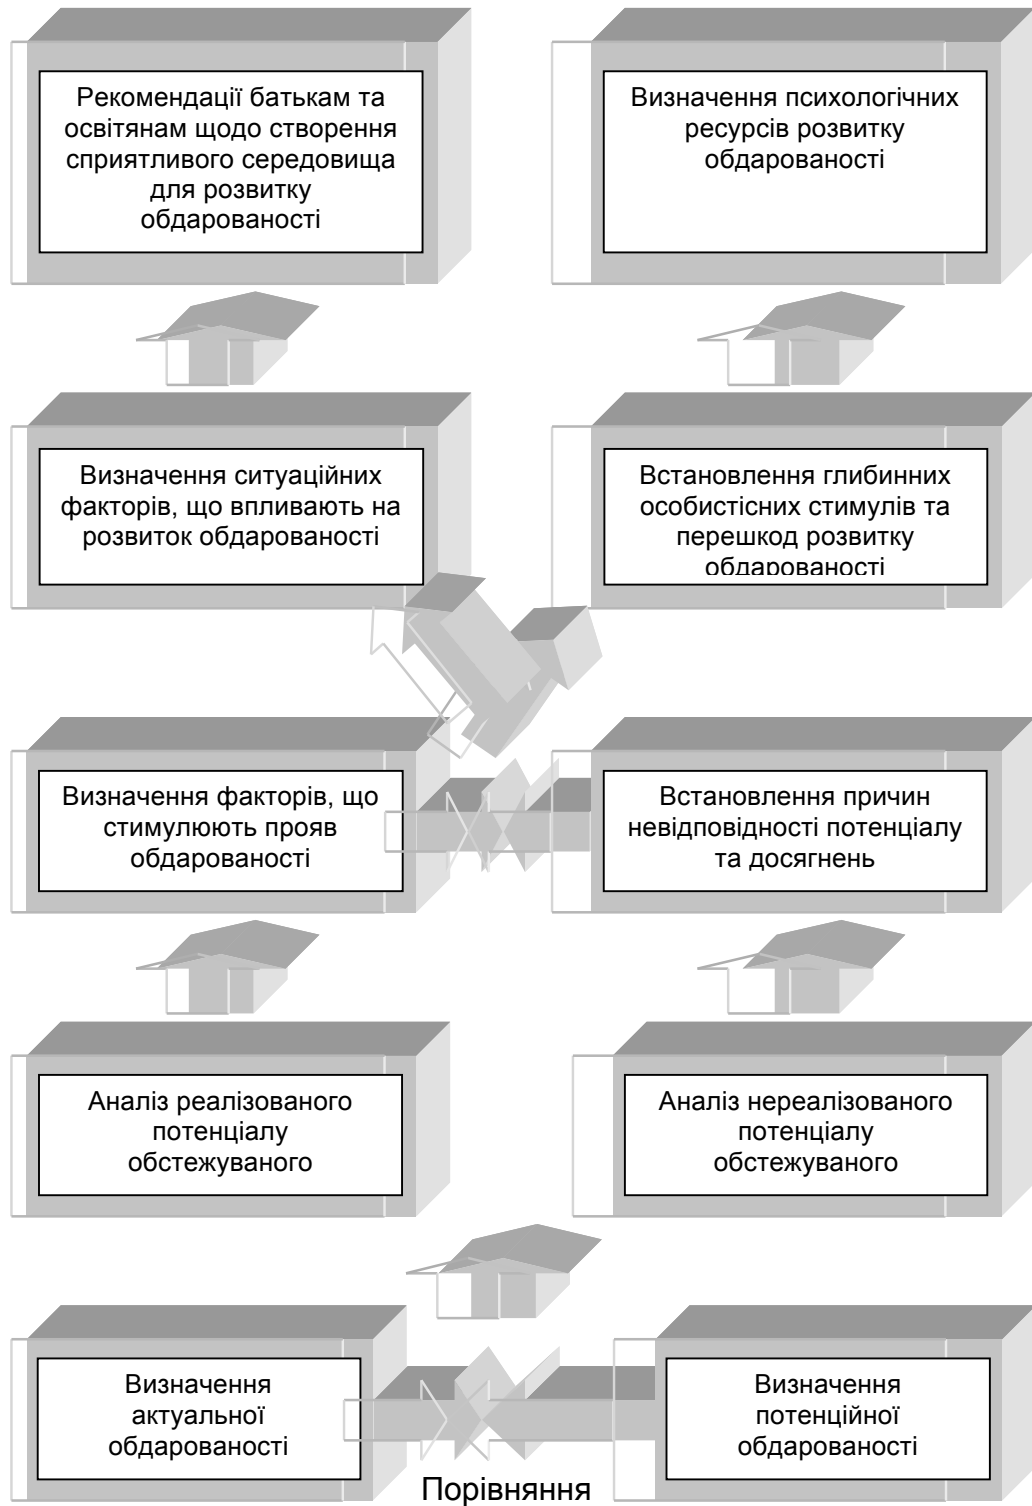 Рекомендації батькам та
освітянам щодо створення
сприятливого середовища
для розвитку
обдарованості
Визначення психологічних
ресурсів розвитку
обдарованості
Визначення ситуаційних
факторів, що впливають на
розвиток обдарованості
Встановлення глибинних
особистісних стимулів та
перешкод розвитку
обдарованості
Визначення факторів, що
стимулюють прояв
обдарованості
Встановлення причин
невідповідності потенціалу
та досягнень
Аналіз реалізованого
потенціалу
обстежуваного
Аналіз нереалізованого
потенціалу
обстежуваного
Визначення
актуальної
обдарованості
Визначення
потенційної
обдарованості
Порівняння